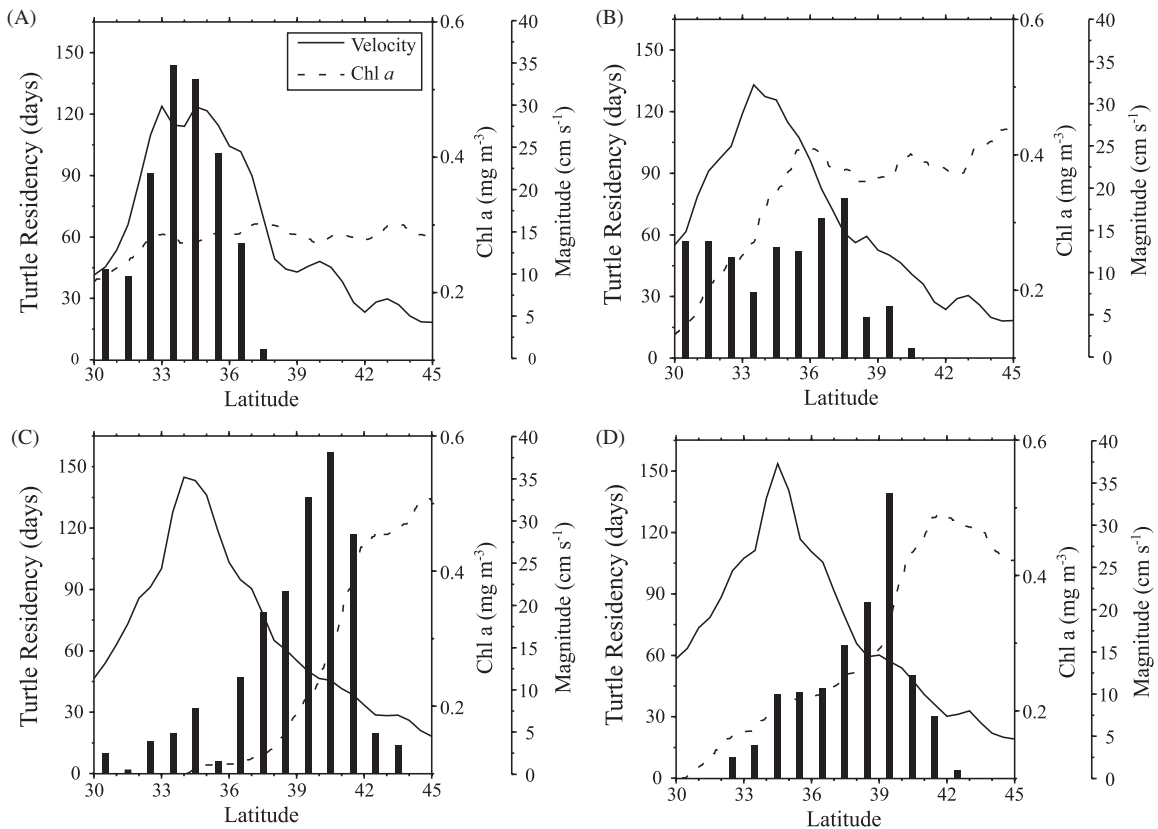 (A)
Turtle Residency (days)
150
120
90
60
30
0
30 33 36 39 42 45
Latitude
Velocity
Chl a
0.6
0.4
0.2
Chl a (mg m-3)
40
35
30
25
20
15
10
5
0
Magnitude (cm s-1)
(B)
Turtle Residency (days)
150
120
90
60
30
0
30 33 36 39 42 45
Latitude
0.6
0.4
0.2
Chl a (mg m-3)
40
35
30
25
20
15
10
5
0
Magnitude (cm s-1)
(C)
Turtle Residency (days)
150
120
90
60
30
0
30 33 36 39 42 45
Latitude
0.6
0.4
0.2
Chl a (mg m-3)
40
35
30
25
20
15
10
5
0
Magnitude (cm s-1)
(D)
Turtle Residency (days)
150
120
90
60
30
0
30 33 36 39 42 45
Latitude
0.6
0.4
0.2
Chl a (mg m-3)
40
35
30
25
20
15
10
5
0
Magnitude (cm s-1)